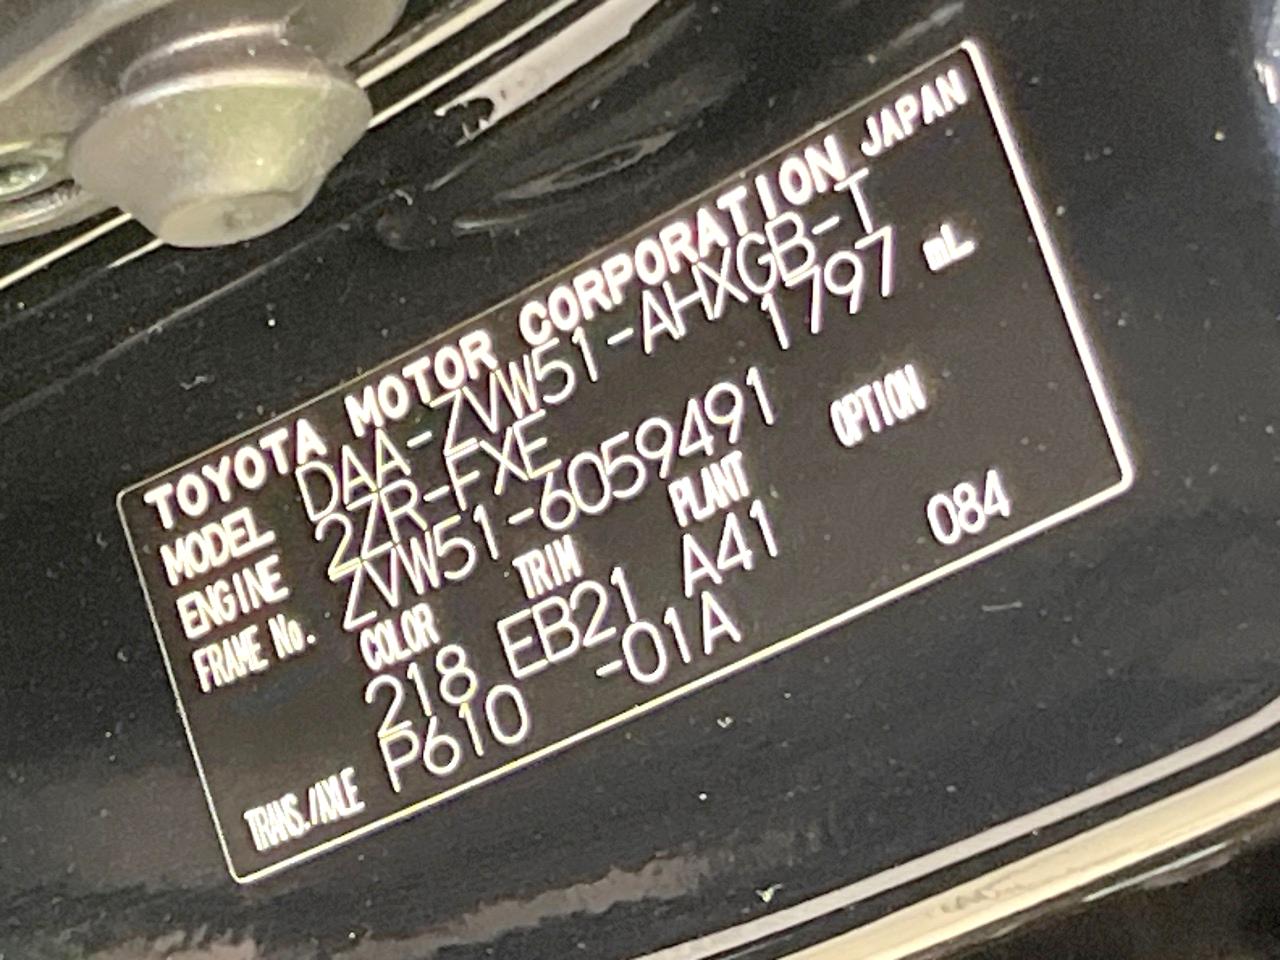 TOYOTA MOTOR CORPORATION JAPAN
MODEL DAA-ZVW51-AHXGB-T
ENGINE 2ZR-FXE 1797 mL
FRAME No. ZVW51-6059491
COLOR TRIM PLANT OPTION
218 EB21 A41 084
TRANS./AXLE P610 -01A